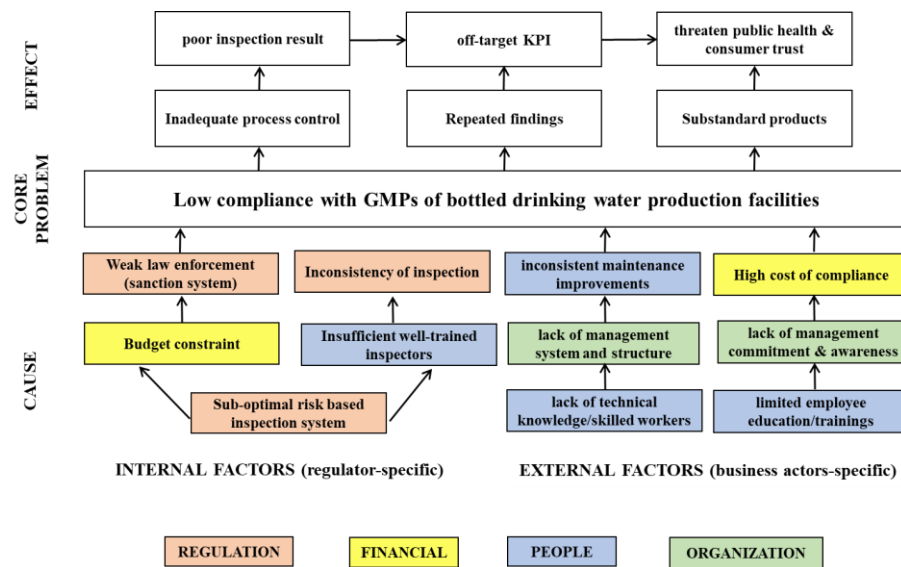 EFFECT
poor inspection result
off-target KPI
threaten public health &
consumer trust
Inadequate process control
Repeated findings
Substandard products
CORE
PROBLEM
Low compliance with GMPs of bottled drinking water production facilities
CAUSE
Weak law enforcement
(sanction system)
Inconsistency of inspection
inconsistent maintenance
improvements
High cost of compliance
Budget constraint
Insufficient well-trained
inspectors
lack of management
system and structure
lack of management
commitment & awareness
Sub-optimal risk based
inspection system
lack of technical
knowledge/skilled workers
limited employee
education/trainings
INTERNAL FACTORS (regulator-specific)
EXTERNAL FACTORS (business actors-specific)
REGULATION
FINANCIAL
PEOPLE
ORGANIZATION